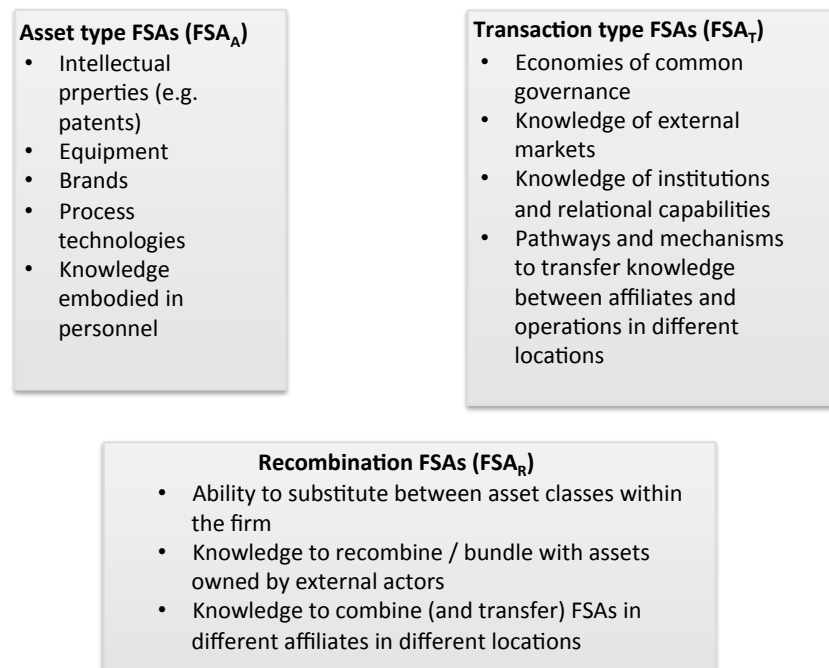 Asset type FSAs (FSA_A)
• Intellectual
prperties (e.g.
patents)
• Equipment
• Brands
• Process
technologies
• Knowledge
embodied in
personnel
Transaction type FSAs (FSA_T)
• Economies of common
governance
• Knowledge of external
markets
• Knowledge of institutions
and relational capabilities
• Pathways and mechanisms
to transfer knowledge
between affiliates and
operations in different
locations
Recombination FSAs (FSA_R)
• Ability to substitute between asset classes within
the firm
• Knowledge to recombine / bundle with assets
owned by external actors
• Knowledge to combine (and transfer) FSAs in
different affiliates in different locations